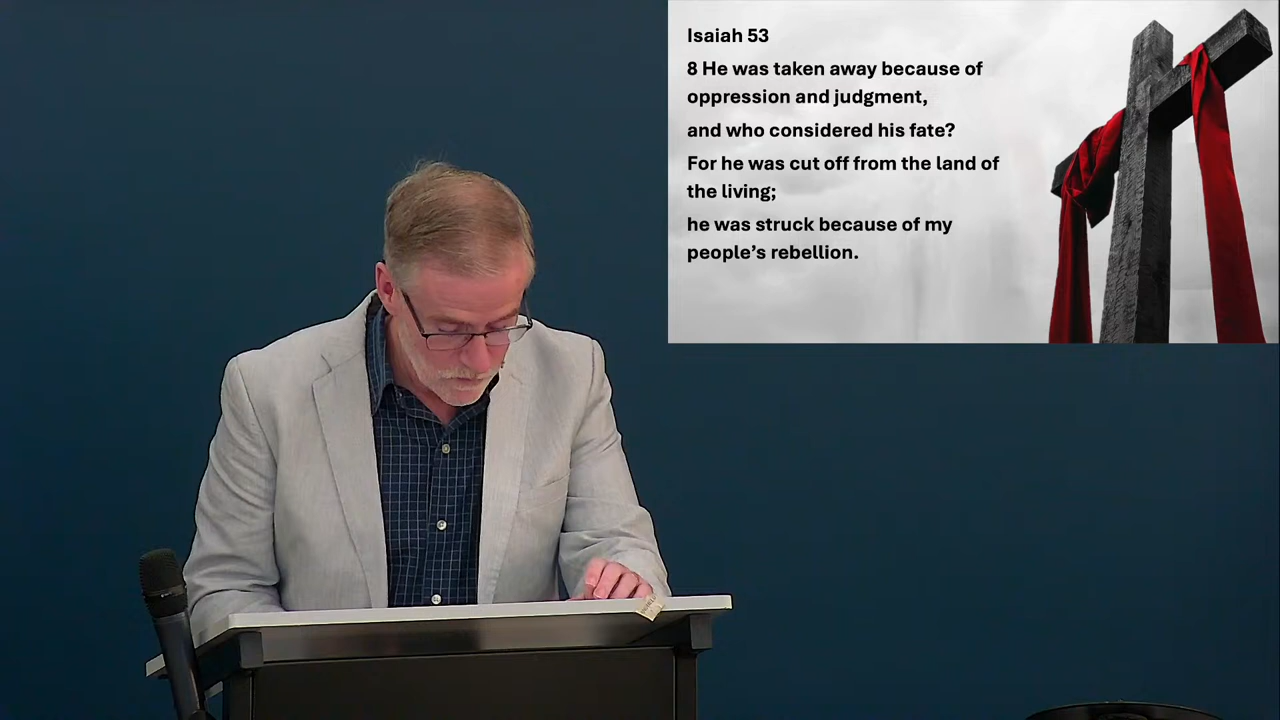 Isaiah 53
8 He was taken away because of
oppression and judgment,
and who considered his fate?
For he was cut off from the land of
the living;
he was struck because of my
people’s rebellion.